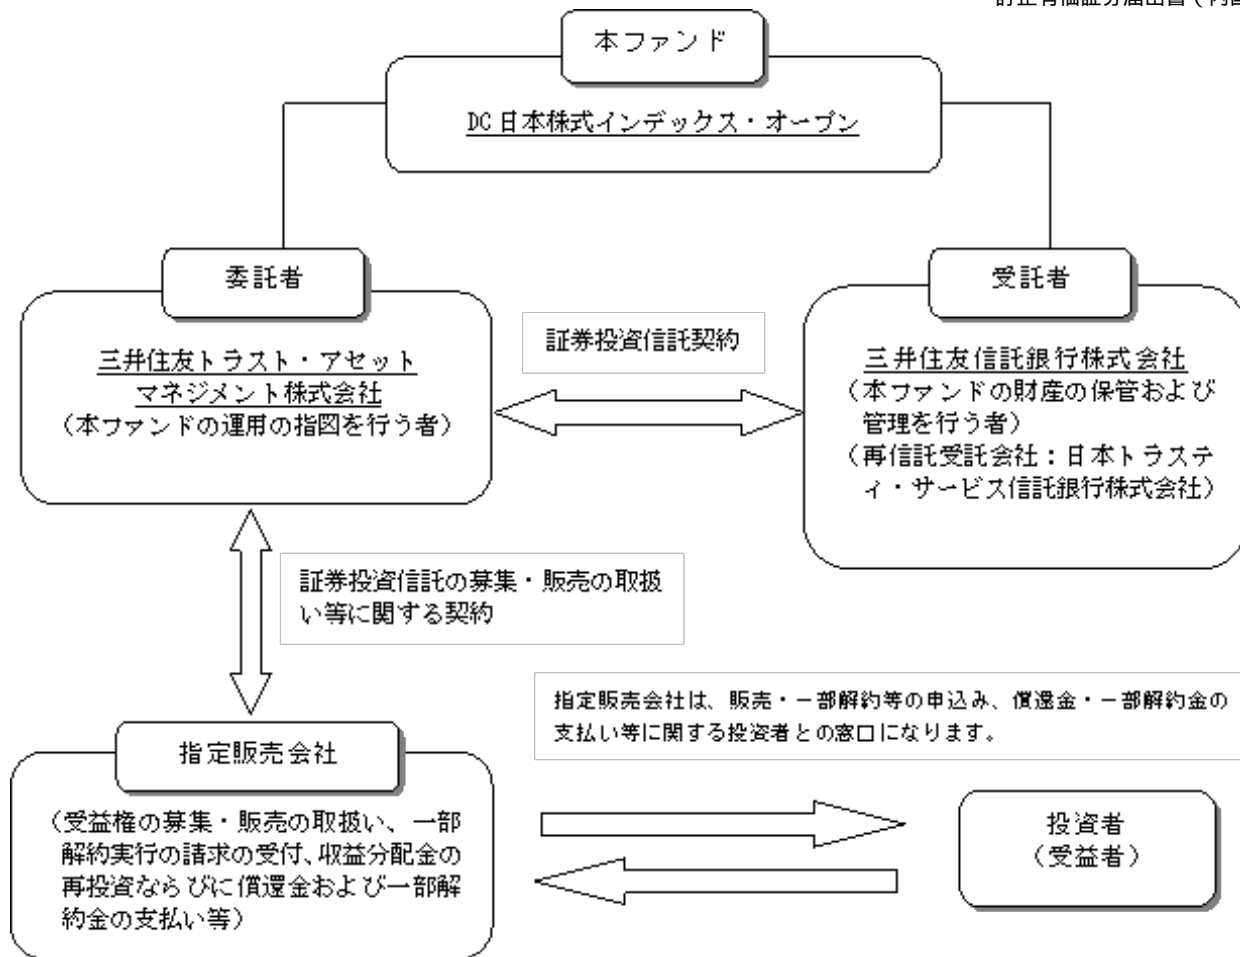 本ファンド
DC日本株式インデックス・オープン
委託者
三井住友トラスト・アセット
マネジメント株式会社
（本ファンドの運用の指図を行う者）
証券投資信託契約
受託者
三井住友信託銀行株式会社
（本ファンドの財産の保管および
管理を行う者）
（再信託受託会社：日本トラステ
ィ・サービス信託銀行株式会社）
証券投資信託の募集・販売の取扱
い等に関する契約
指定販売会社は、販売・一部解約等の申込み、償還金・一部解約金の
支払い等に関する投資者との窓口になります。
指定販売会社
（受益権の募集・販売の取扱い、一部
解約実行の請求の受付、収益分配金の
再投資ならびに償還金および一部解
約金の支払い等）
投資者
（受益者）